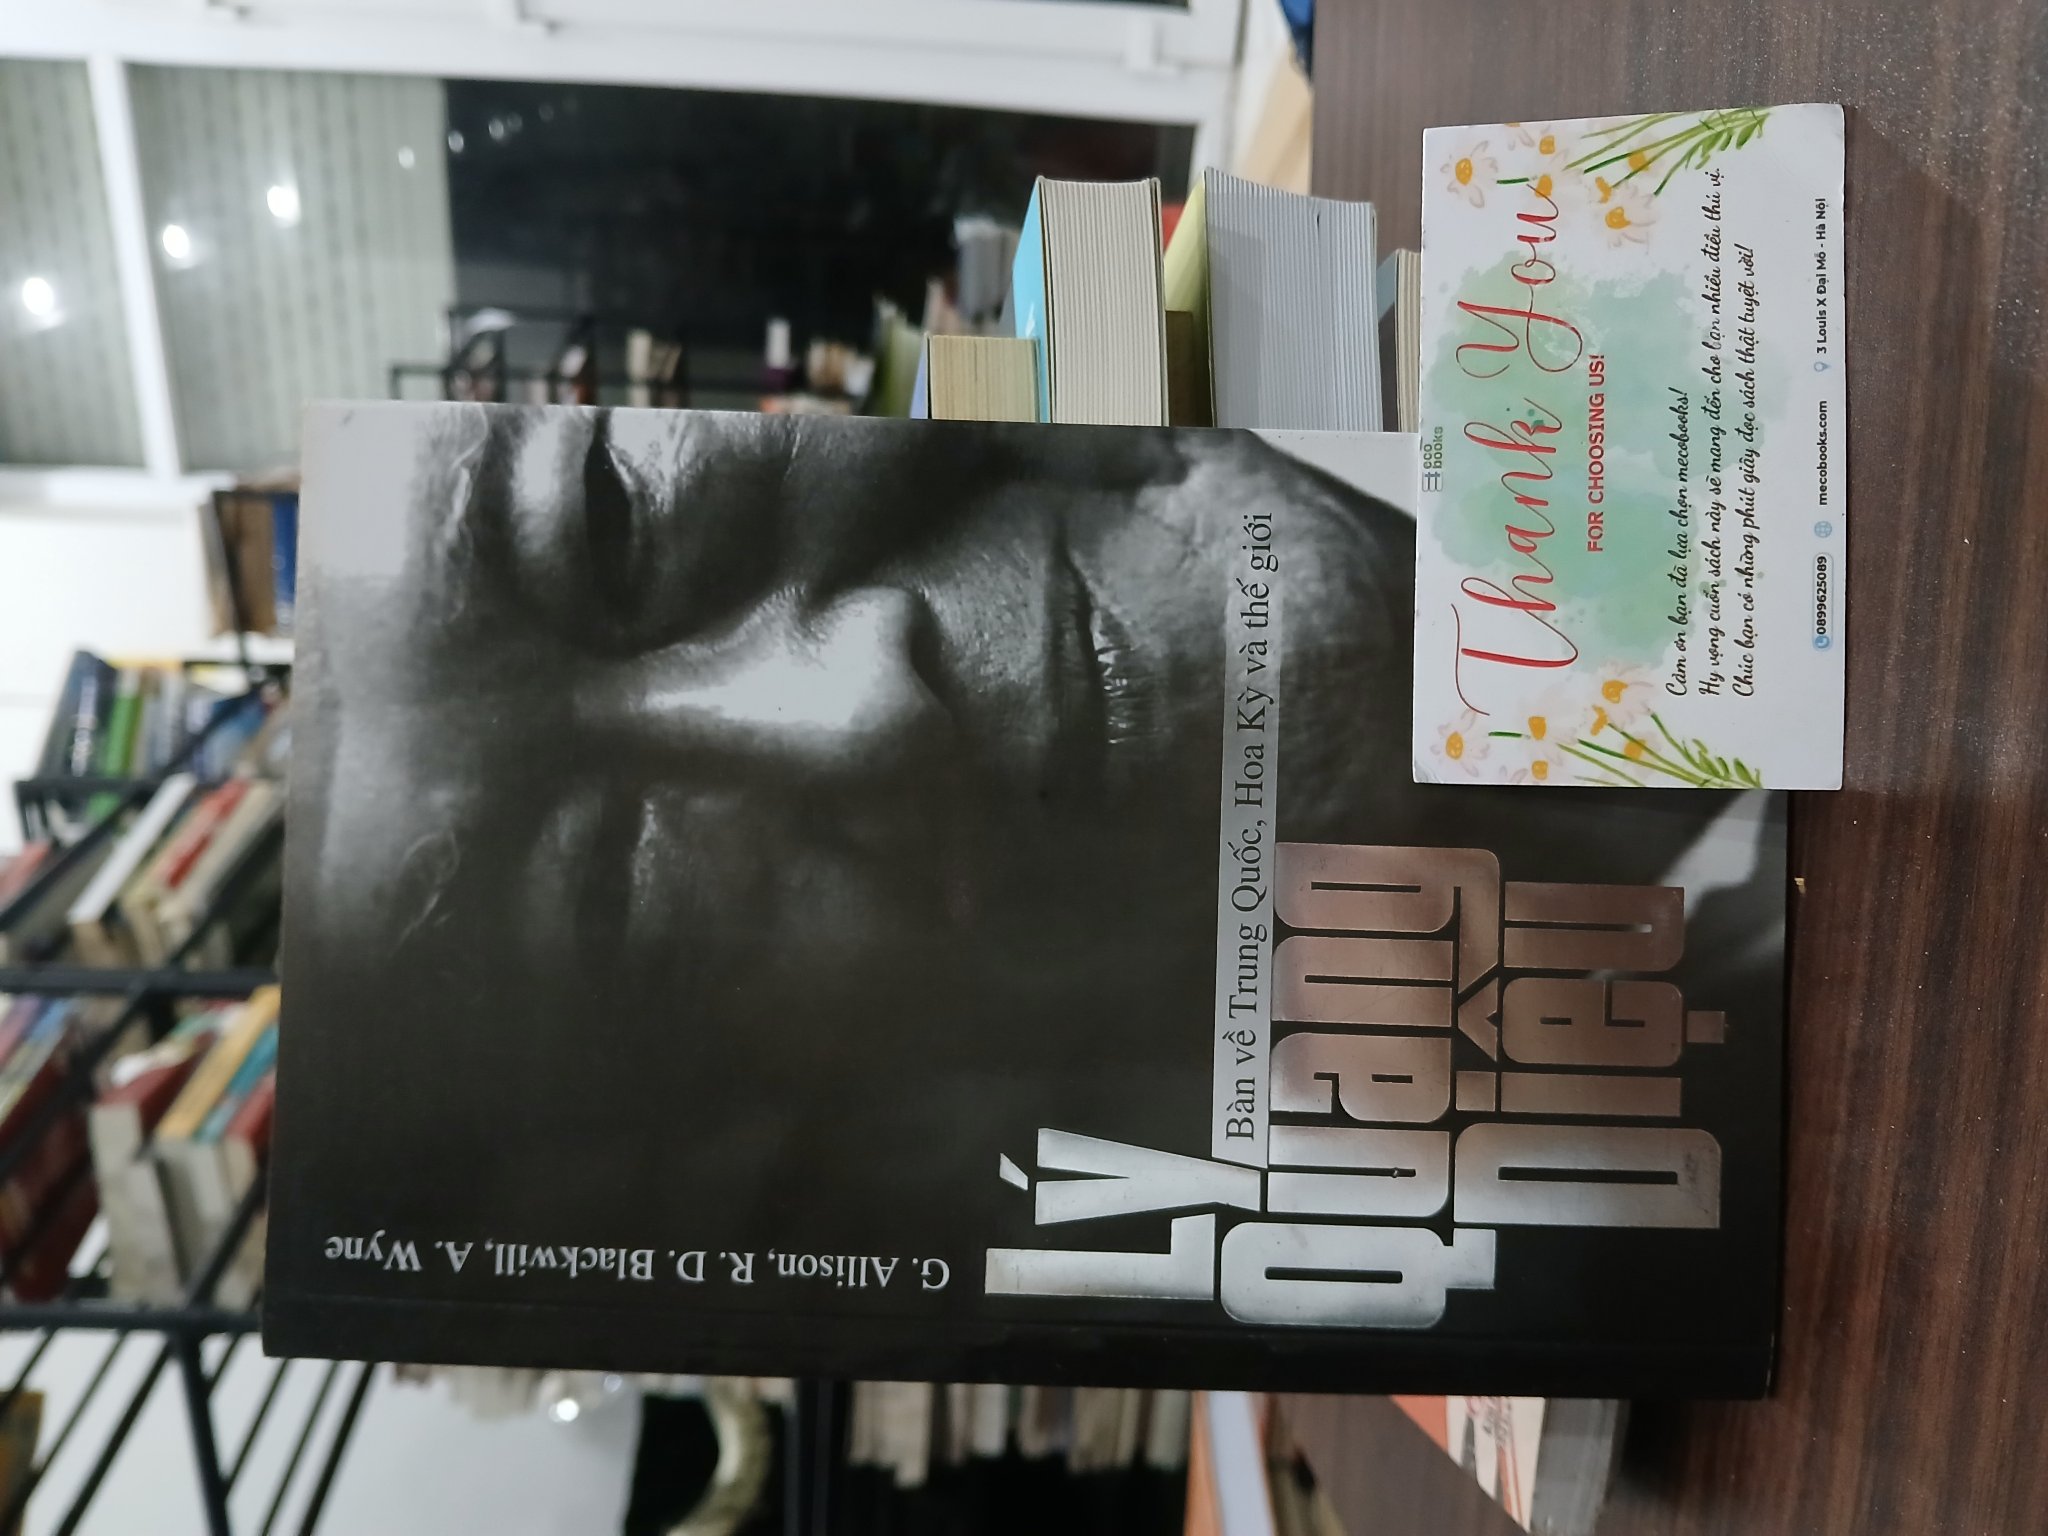 G. Allison, R. D. Blackwill, A. Wyne
LÝ
Bàn về Trung Quốc, Hoa Kỳ và thế giới
quang
Diệu
eco
books
Thank You
FOR CHOOSING US!
Cảm ơn bạn đã lựa chọn mecobooks!
Hy vọng cuốn sách này sẽ mang đến cho bạn nhiều điều thú vị.
Chúc bạn có những phút giây đọc sách thật tuyệt vời!
0899625089 mecobooks.com 3 Louis X Đại Mỗ - Hà Nội